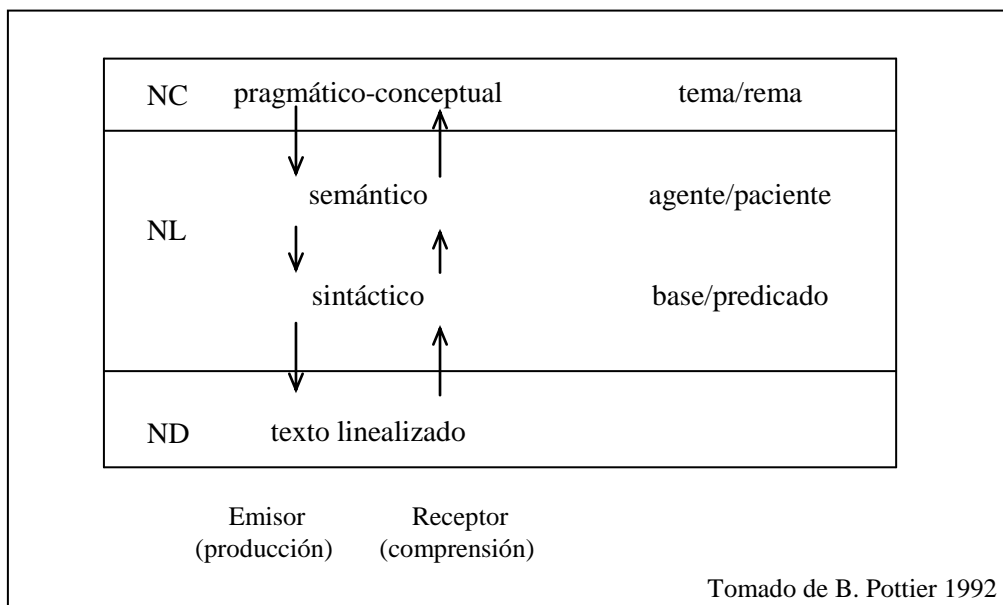 NC pragmático-conceptual tema/rema
semántico agente/paciente
NL
sintáctico base/predicado
ND texto linealizado
Emisor Receptor
(producción) (comprensión)
Tomado de B. Pottier 1992